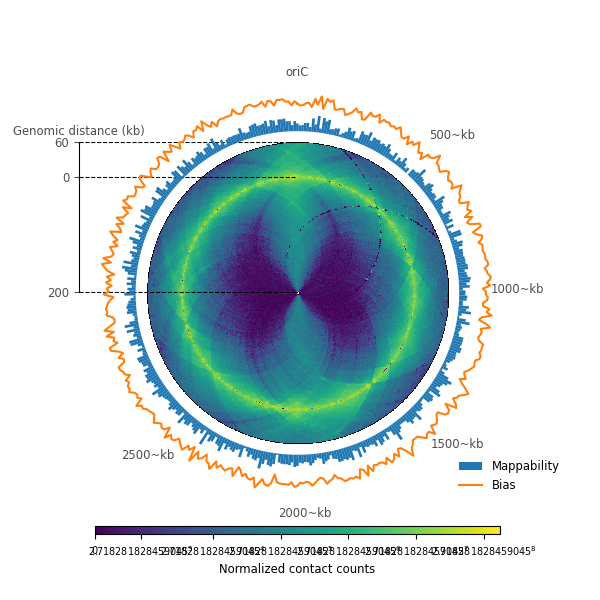 oriC
Genomic distance (kb)
60
500~kb
0
200
1000~kb
1500~kb
2500~kb
Mappability
Bias
2000~kb
Normalized contact counts